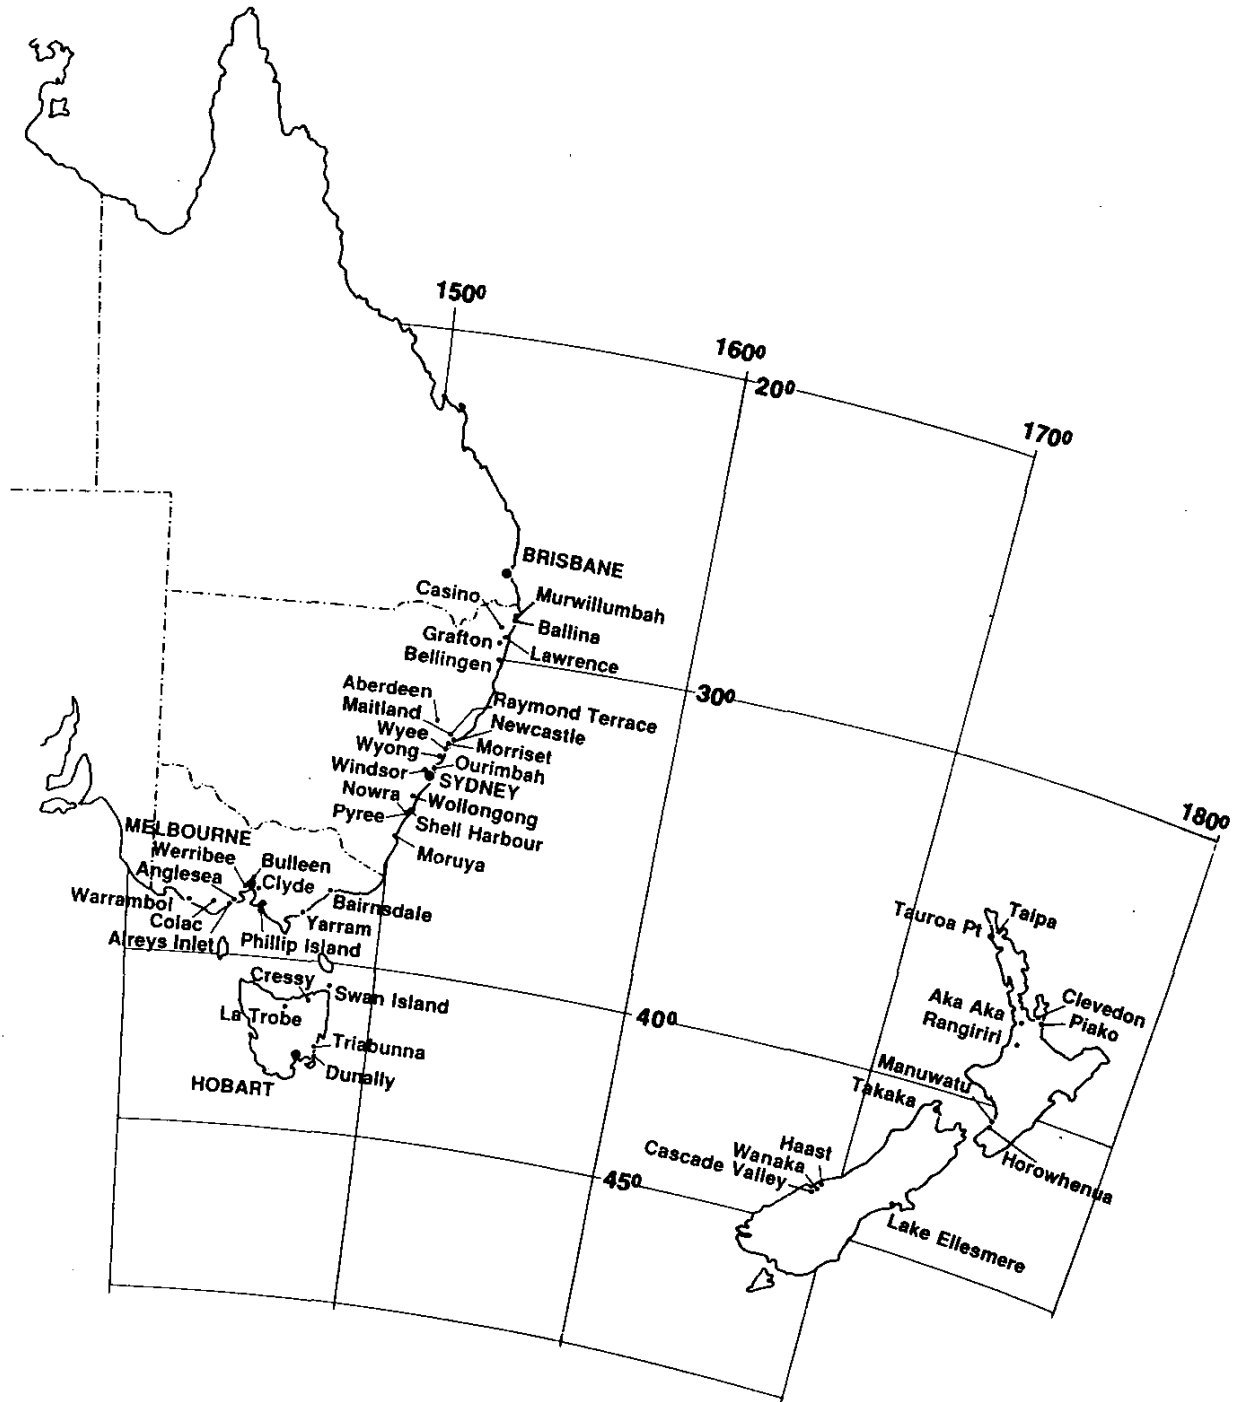 150⁰
160⁰
20⁰
170⁰
BRISBANE
Casino
Murwillumbah
Ballina
Grafton
Lawrence
Bellingen
30⁰
Aberdeen
Raymond Terrace
Maitland
Newcastle
Wyee
Morriset
Wyong
Ourimbah
Windsor
SYDNEY
Nowra
Wollongong
Pyree
Shell Harbour
Moruya
180⁰
MELBOURNE
Werribee
Bulleen
Anglesea
Clyde
Warrambol
Bairnsdale
Colac
Yarram
Aireys Inlet
Phillip Island
Tauroa Pt
Taipa
Cressy
Swan Island
La Trobe
40⁰
Aka Aka
Clevedon
Rangiriri
Piako
Triabunna
Dunally
HOBART
Manuwatu
Takaka
Haast
Wanaka
Cascade Valley
45⁰
Horowhenua
Lake Ellesmere